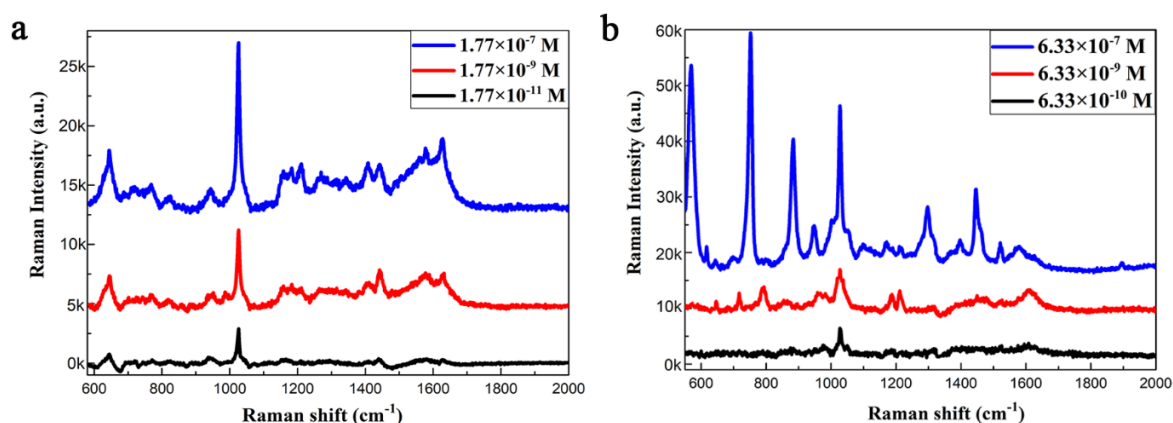 a
Raman Intensity (a.u.)
25k
20k
15k
10k
5k
0k
1.77×10⁻⁷ M
1.77×10⁻⁹ M
1.77×10⁻¹¹ M
600 800 1000 1200 1400 1600 1800 2000
Raman shift (cm⁻¹)
b
Raman Intensity (a.u.)
60k
50k
40k
30k
20k
10k
0k
6.33×10⁻⁷ M
6.33×10⁻⁹ M
6.33×10⁻¹⁰ M
600 800 1000 1200 1400 1600 1800 2000
Raman shift (cm⁻¹)